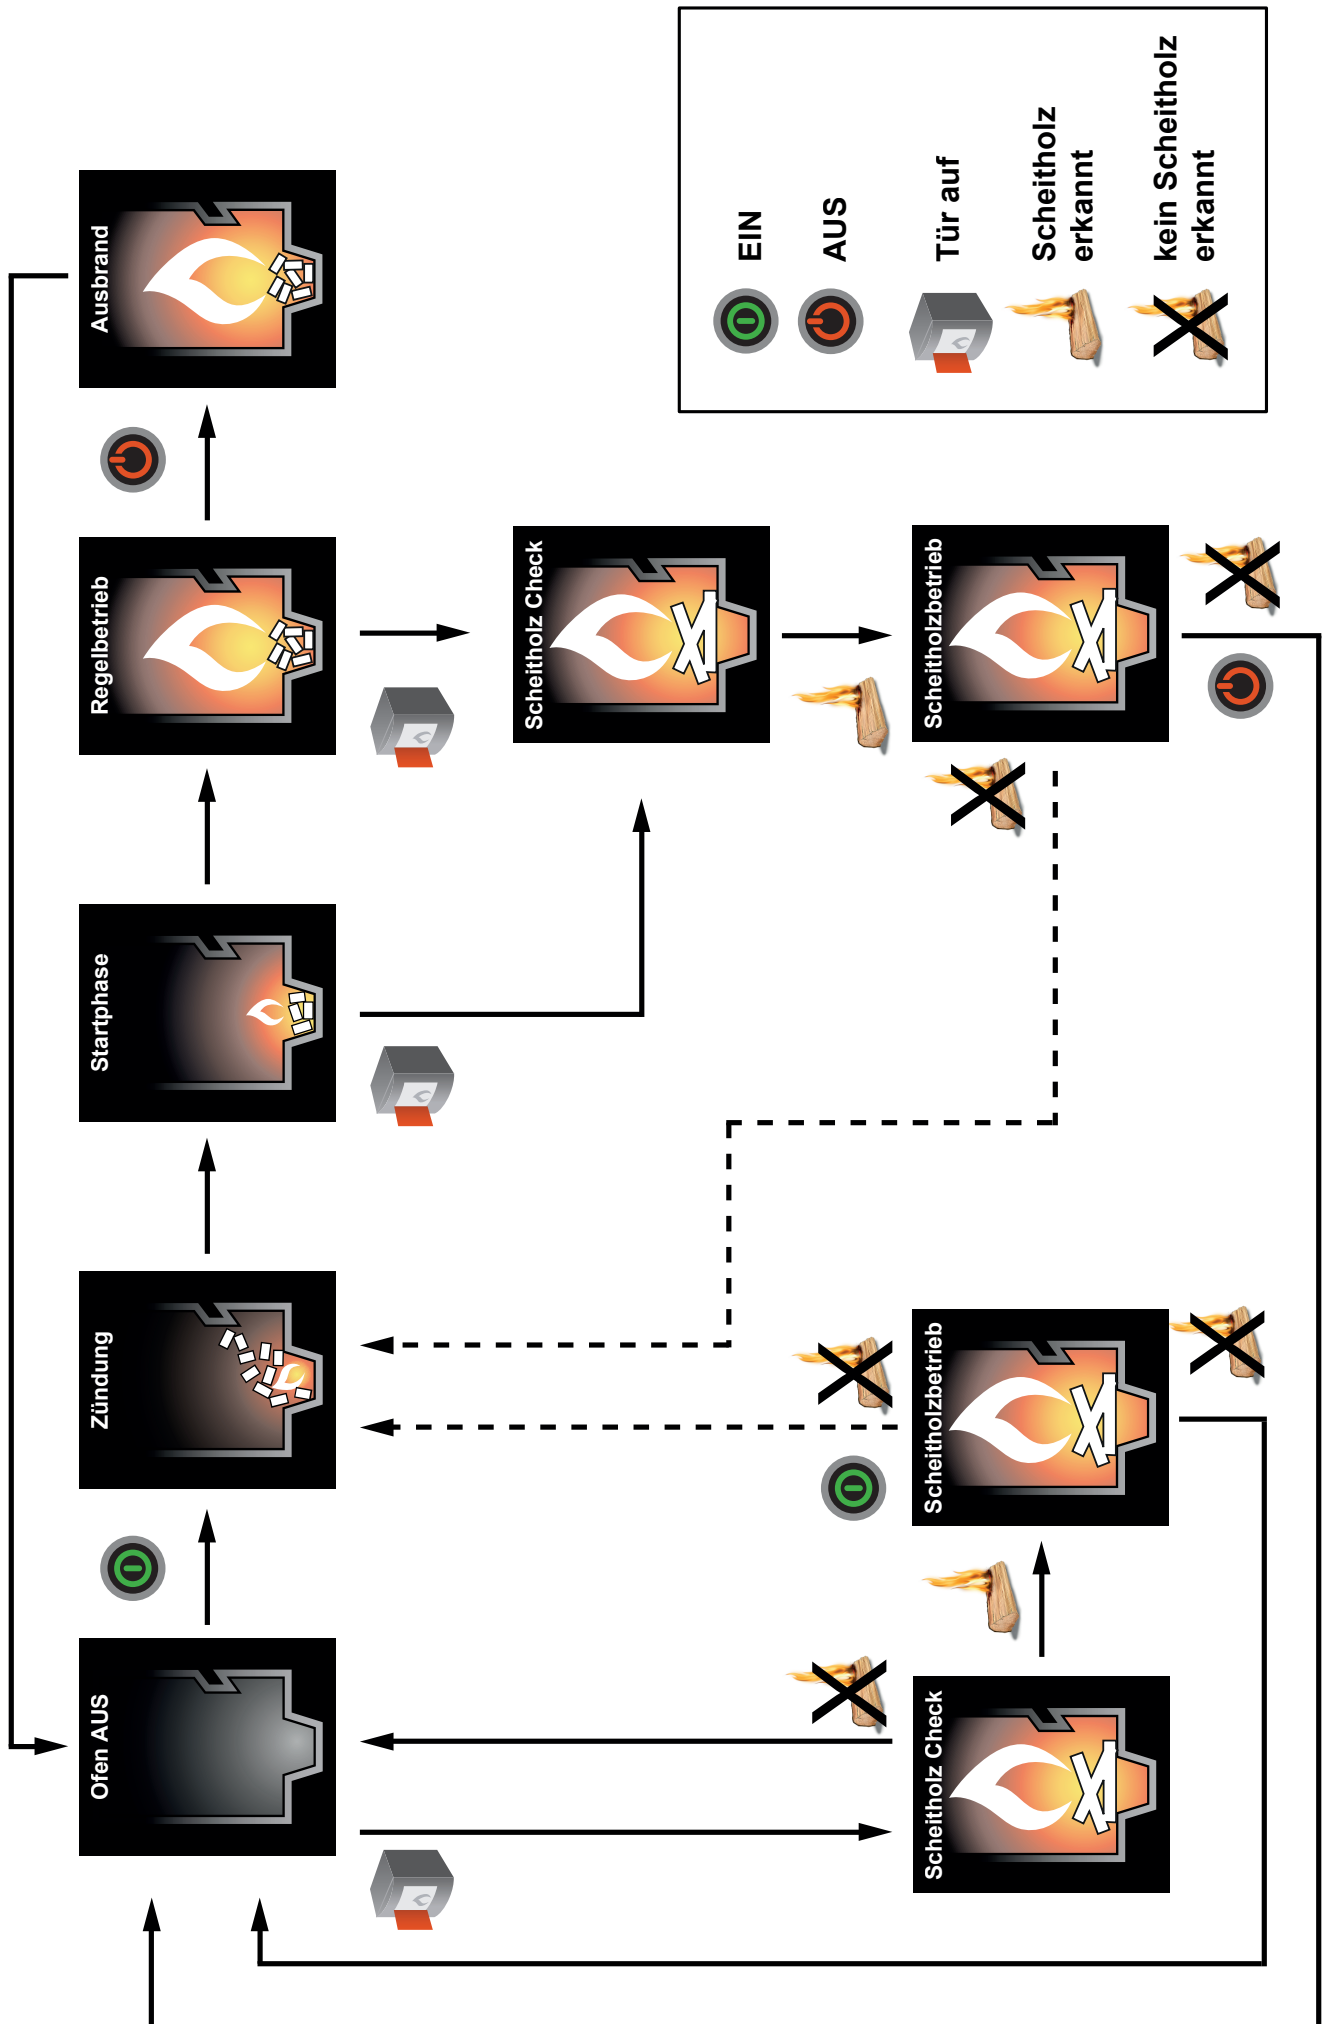 Ofen AUS
Zündung
Startphase
Regelbetrieb
Ausbrand
Scheitholz Check
Scheitholz Check
Scheitholzbetrieb
Scheitholzbetrieb
EIN
AUS
Tür auf
Scheitholz
erkannt
kein Scheitholz
erkannt